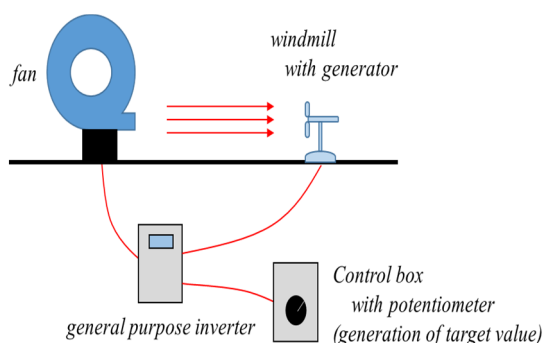 windmill
with generator
fan
Control box
with potentiometer
(generation of target value)
general purpose inverter